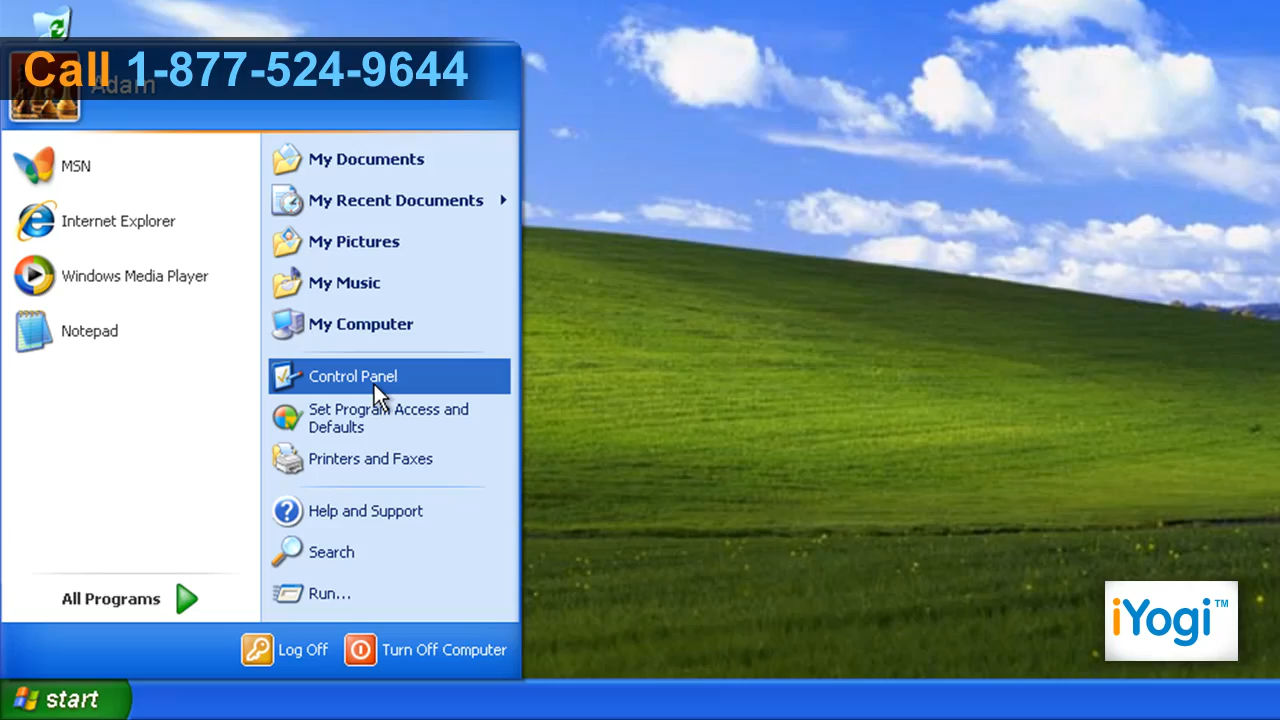 Call 1-877-524-9644
Adam
MSN
Internet Explorer
Windows Media Player
Notepad
All Programs
My Documents
My Recent Documents
My Pictures
My Music
My Computer
Control Panel
Set Program Access and
Defaults
Printers and Faxes
Help and Support
Search
Run...
Log Off
Turn Off Computer
start
iYogi™